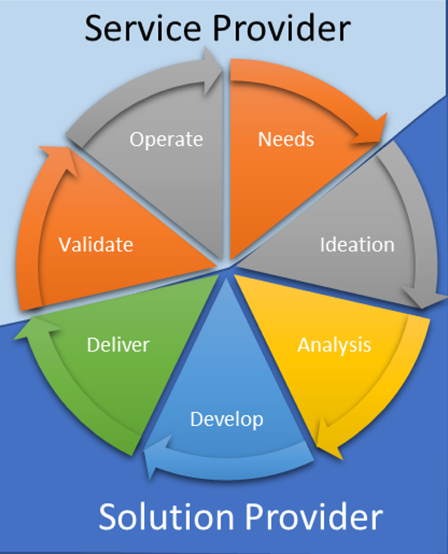 Service Provider
Operate
Needs
Validate
Ideation
Deliver
Analysis
Develop
Solution Provider